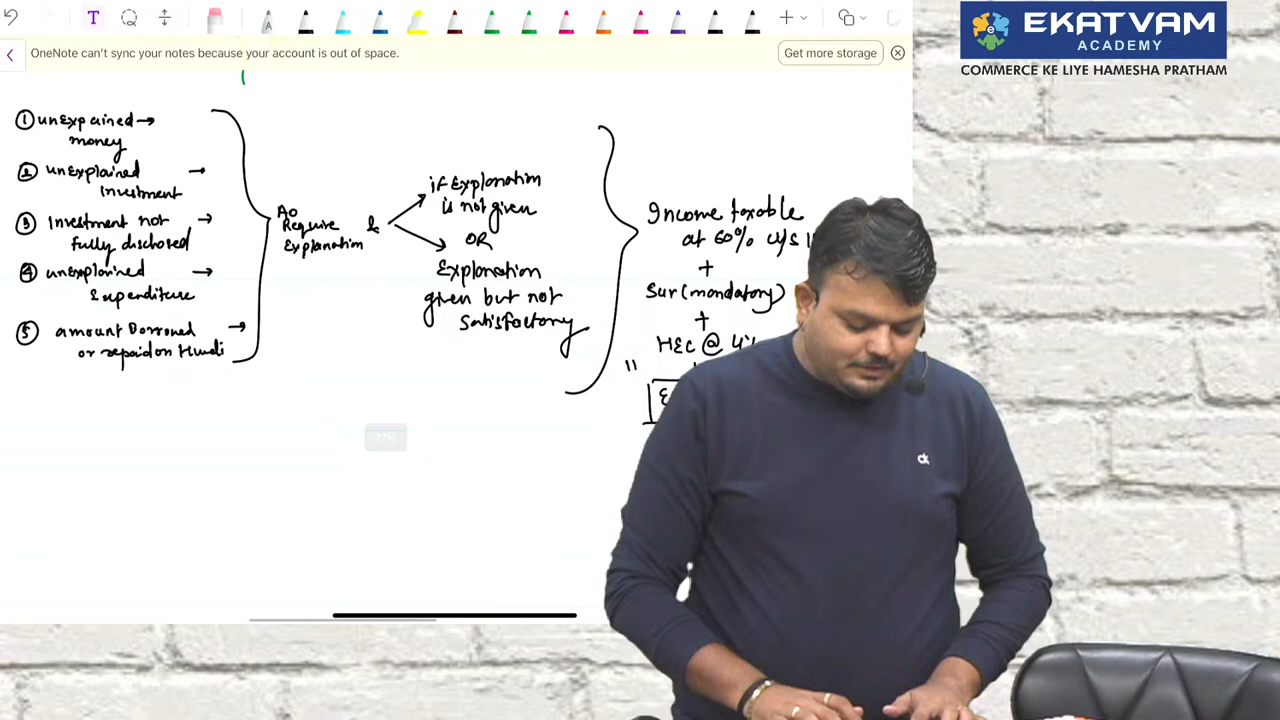 OneNote can't sync your notes because your account is out of space.
Get more storage
EKATVAM
ACADEMY
COMMERCE KE LIYE HAMESHA PRATHAM
① unexpained →
money
② unExplained →
Investment
③ Investment not →
fully disclosed
④ unexplained →
Expenditure
⑤ amount Borrowed →
or repaid on Hundi
AO
Require &
Explanation
if Explanation
is not given
OR
Explanation
given but not
Satisfactory
Income taxable
at 60% u/s
+
Sur (mandatory)
+
HEC @ 4%
"
77%
ck